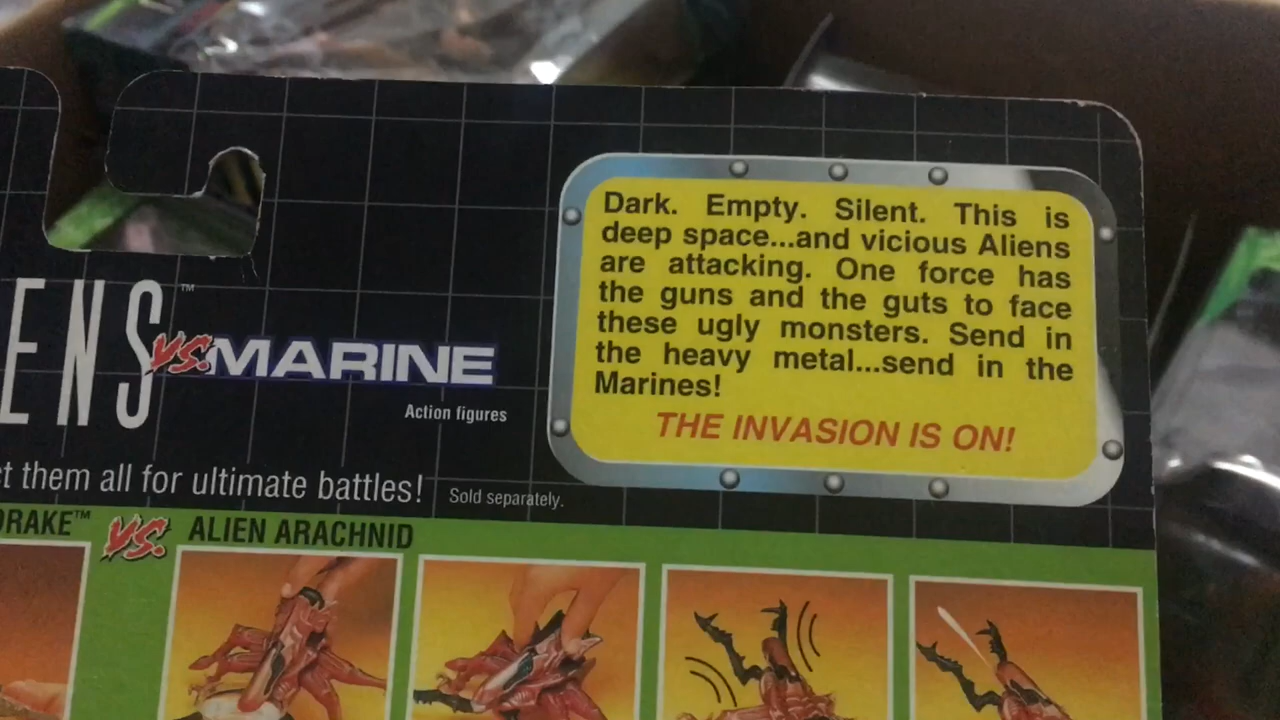 ENS™ VS. MARINE
Action figures
t them all for ultimate battles! Sold separately.
Dark. Empty. Silent. This is
deep space...and vicious Aliens
are attacking. One force has
the guns and the guts to face
these ugly monsters. Send in
the heavy metal...send in the
Marines!
THE INVASION IS ON!
DRAKE™ VS. ALIEN ARACHNID